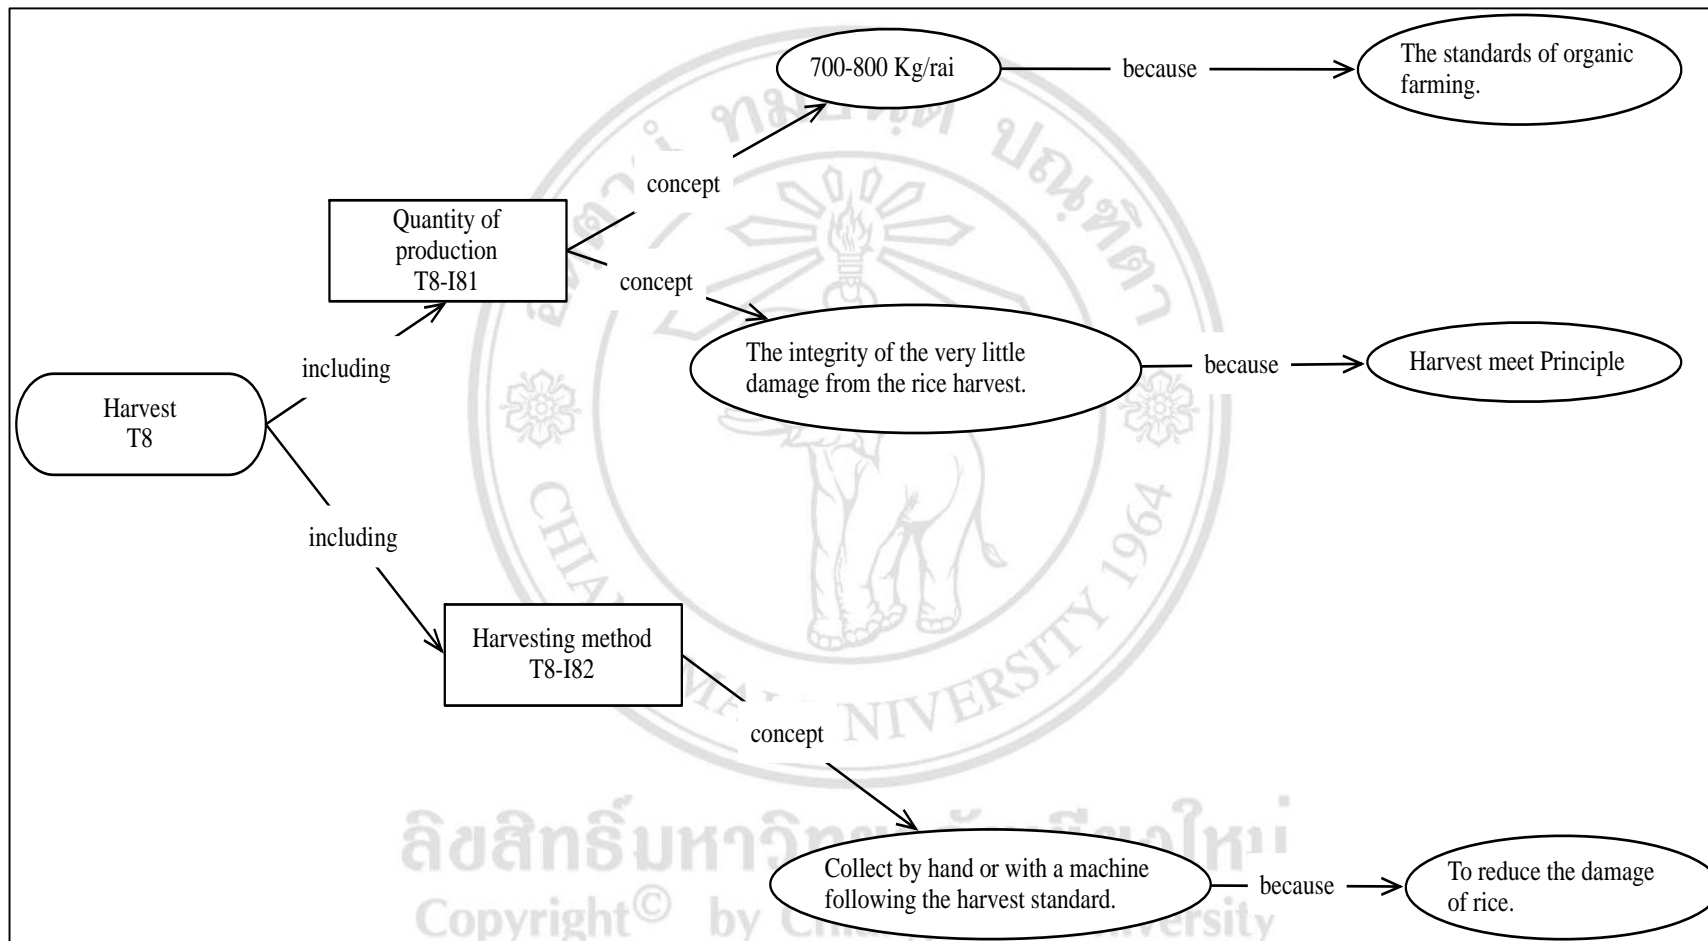 700-800 Kg/rai
because
The standards of organic
farming.
concept
Quantity of
production
T8-I81
concept
The integrity of the very little
damage from the rice harvest.
because
Harvest meet Principle
including
Harvest
T8
including
Harvesting method
T8-I82
concept
Collect by hand or with a machine
following the harvest standard.
because
To reduce the damage
of rice.
UNIVERSITY 1964
Copyright© by